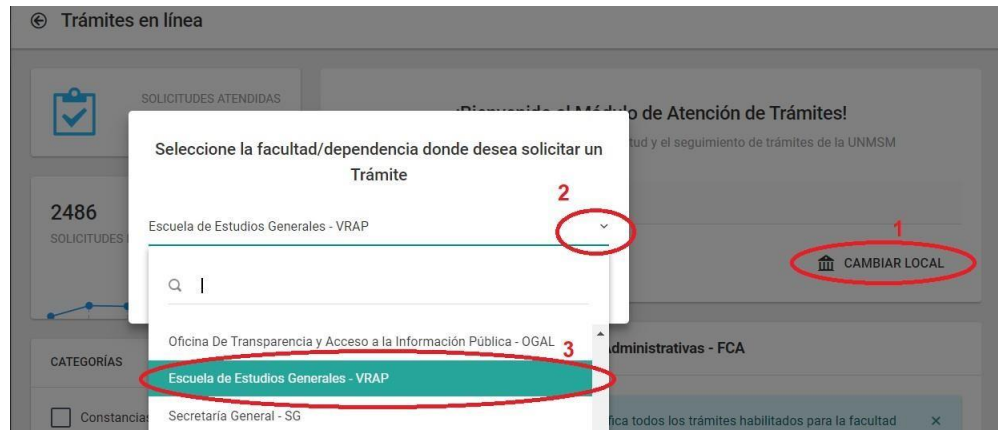 Trámites en línea
SOLICITUDES ATENDIDAS
o de Atención de Trámites!
tud y el seguimiento de trámites de la UNMSM
Seleccione la facultad/dependencia donde desea solicitar un
Trámite
2
2486
SOLICITUDES
Escuela de Estudios Generales - VRAP
1
CAMBIAR LOCAL
Oficina De Transparencia y Acceso a la Información Pública - OGAL
3
Administrativas - FCA
CATEGORÍAS
Escuela de Estudios Generales - VRAP
Constancias
Secretaría General - SG
fica todos los trámites habilitados para la facultad